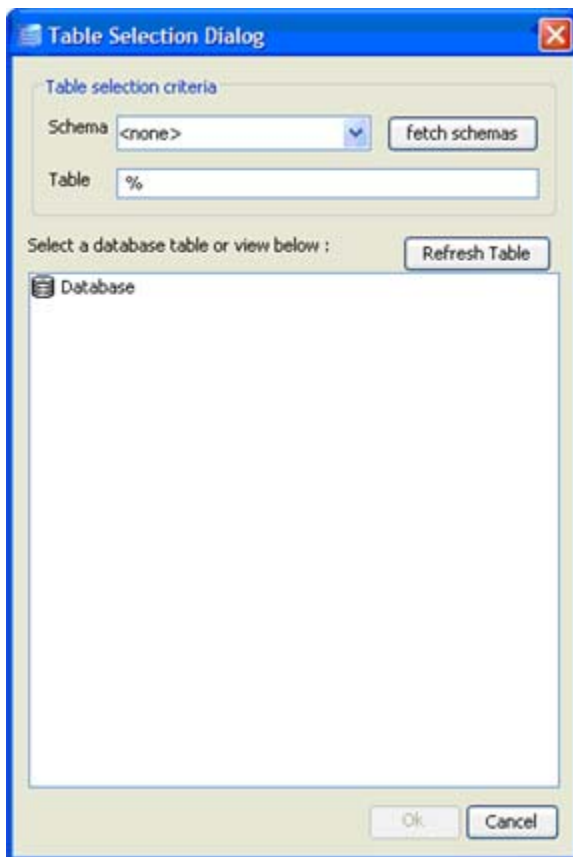 Table Selection Dialog
Table selection criteria
Schema <none> fetch schemas
Table %
Select a database table or view below : Refresh Table
Database
Ok Cancel